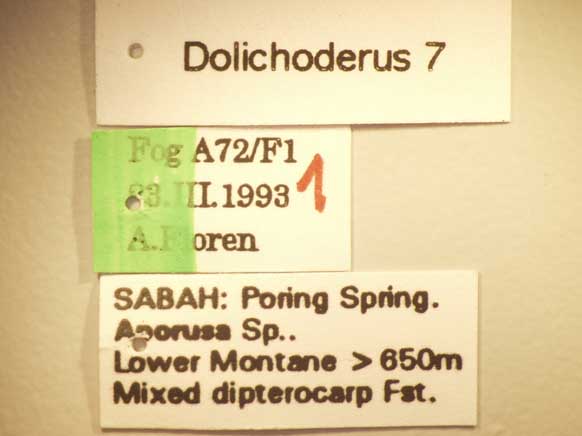 Dolichoderus 7
Fog A72/F1
23.III.1993 1
A.Floren
SABAH: Poring Spring.
Aporusa Sp..
Lower Montane > 650m
Mixed dipterocarp Fst.